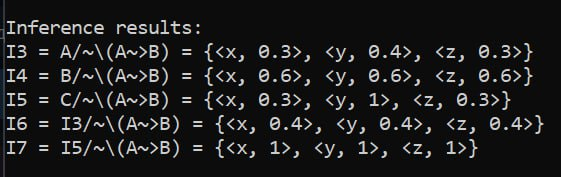 Inference results:
I3 = A/~\(A~>B) = {<x, 0.3>, <y, 0.4>, <z, 0.3>}
I4 = B/~\(A~>B) = {<x, 0.6>, <y, 0.6>, <z, 0.6>}
I5 = C/~\(A~>B) = {<x, 0.3>, <y, 1>, <z, 0.3>}
I6 = I3/~\(A~>B) = {<x, 0.4>, <y, 0.4>, <z, 0.4>}
I7 = I5/~\(A~>B) = {<x, 1>, <y, 1>, <z, 1>}